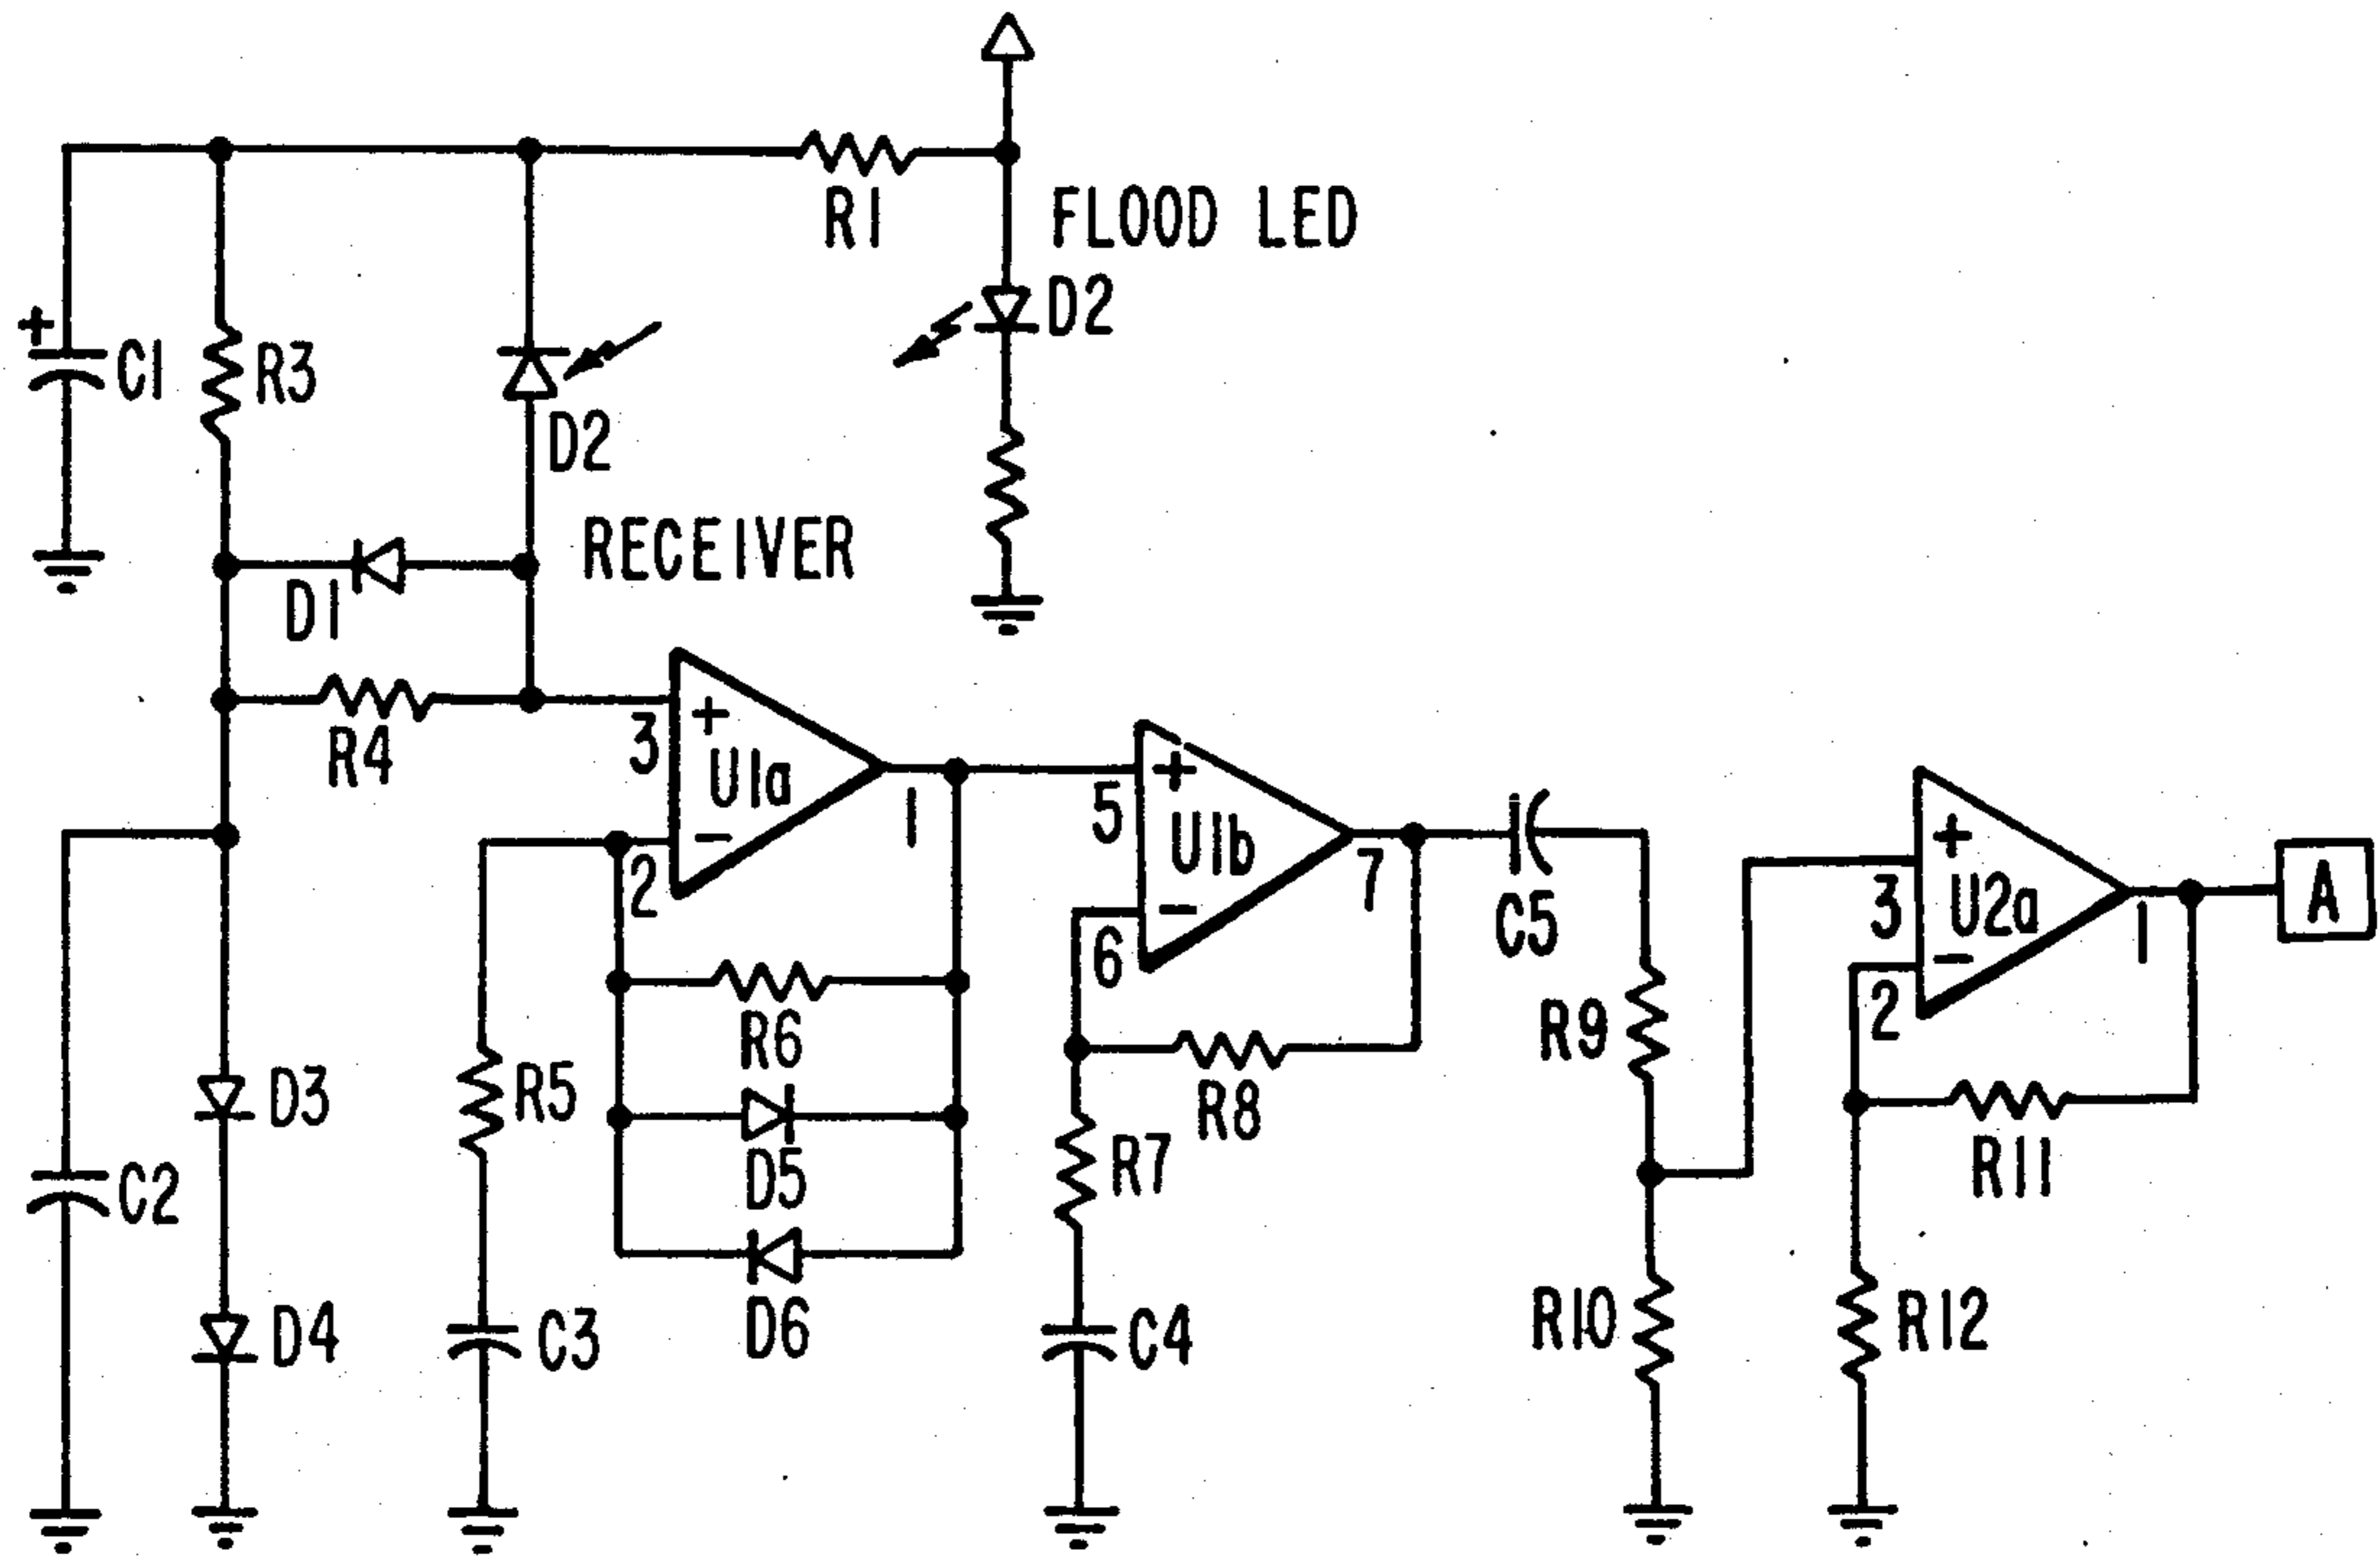 R1
FLOOD LED
D2
+
C1
R3
D2
RECEIVER
D1
R4
3
+
U1a
1
−
2
5
+
U1b
7
−
6
C5
3
+
U2a
1
−
2
A
R6
R9
R5
R8
D3
D5
R7
R11
C2
D6
D4
C3
C4
R10
R12